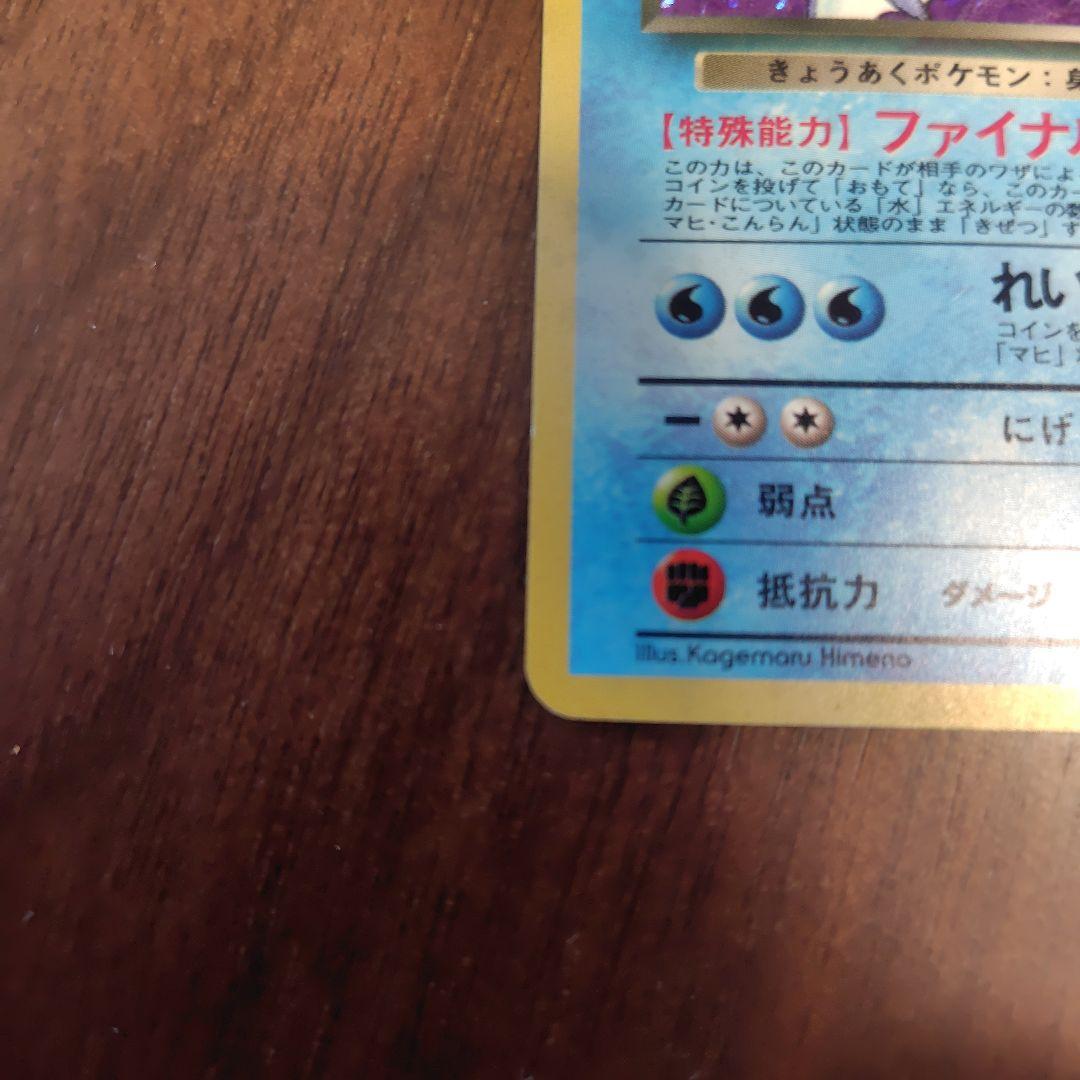 きょうあくポケモン：身
【特殊能力】ファイナル
この力は、このカードが相手のワザによ
コインを投げて「おもて」なら、このカー
カードについている「水」エネルギーの数
マヒ・こんらん」状態のまま「きぜつ」す
れい
コインを
「マヒ」
にげ
弱点
抵抗力 ダメージ
Illus. Kagemaru Himeno